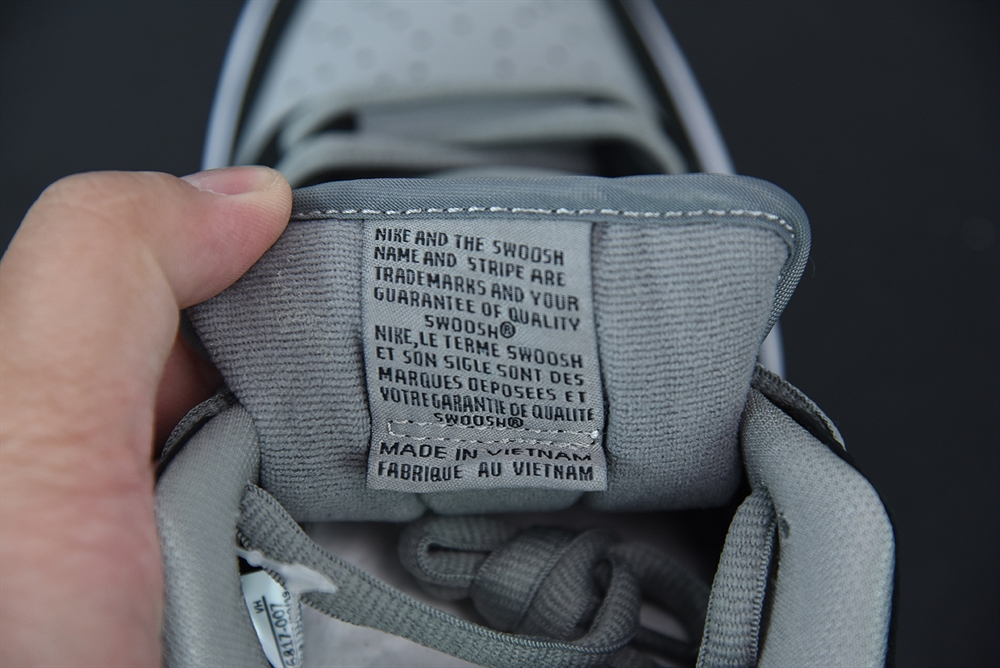 NIKE AND THE SWOOSH
NAME AND STRIPE ARE
TRADEMARKS AND YOUR
GUARANTEE OF QUALITY
SWOOSH®
NIKE, LE TERME SWOOSH
ET SON SIGLE SONT DES
MARQUES DEPOSEES ET
VOTRE GARANTIE DE QUALITE
SWOOSH®
MADE IN VIETNAM
FABRIQUE AU VIETNAM
VH